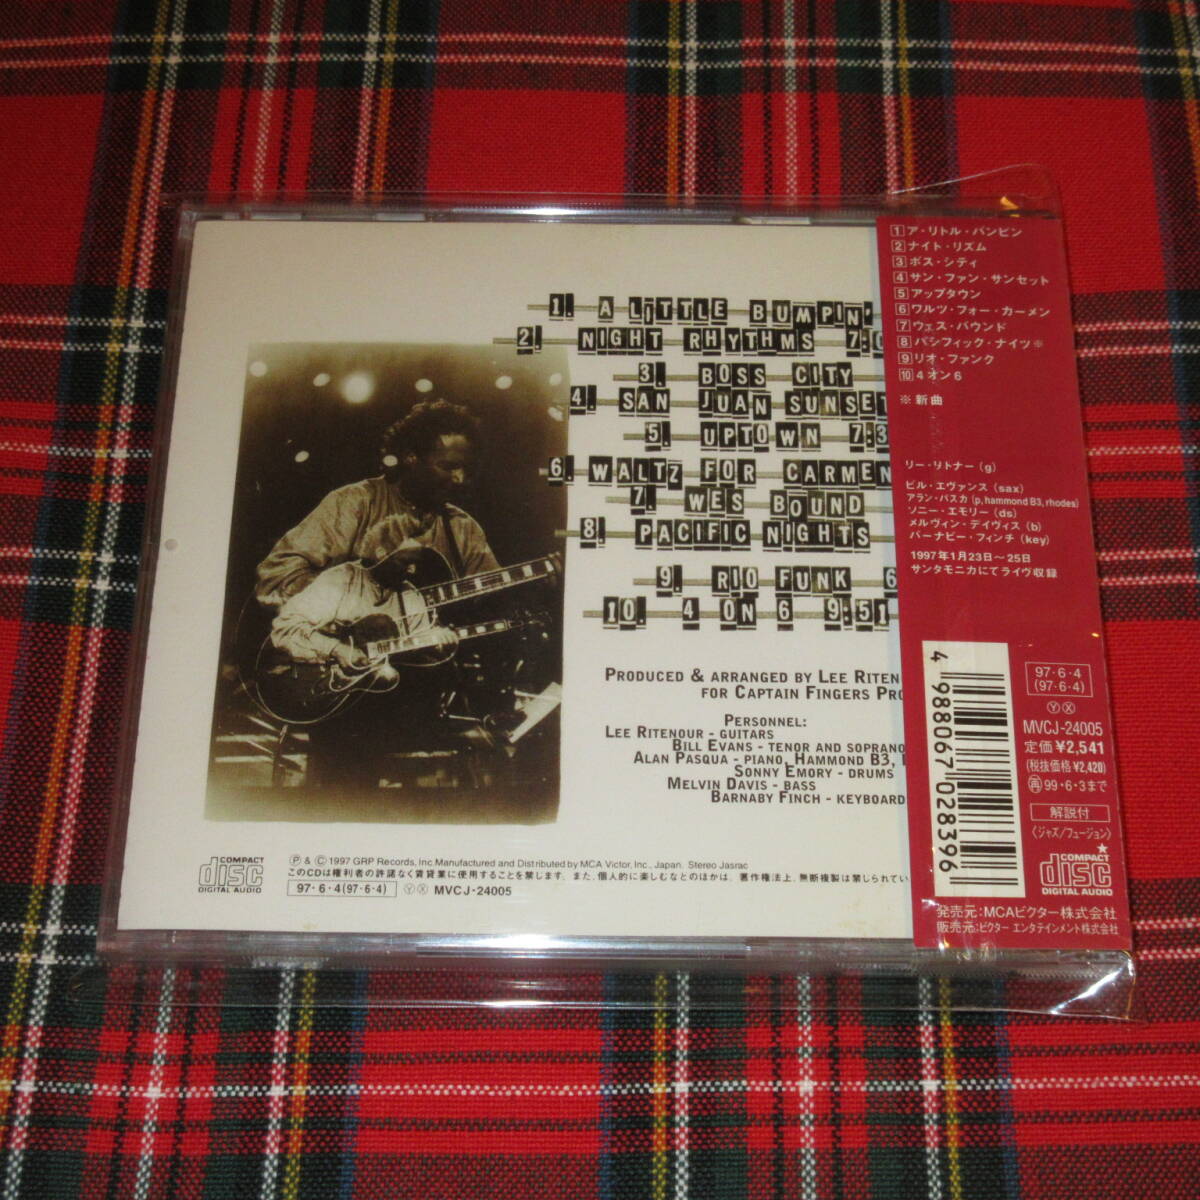 1. A LITTLE BUMPIN'
2. NIGHT RHYTHMS
3. BOSS CITY
4. SAN JUAN SUNSET
5. UPTOWN
6. WALTZ FOR CARMEN
7. WES BOUND
8. PACIFIC NIGHTS
9. RIO FUNK 6
10. 4 ON 6 9:51
PRODUCED & ARRANGED BY LEE RITEN
FOR CAPTAIN FINGERS PRO
PERSONNEL:
LEE RITENOUR - GUITARS
BILL EVANS - TENOR AND SOPRANO
ALAN PASQUA - PIANO, HAMMOND B3,
SONNY EMORY - DRUMS
MELVIN DAVIS - BASS
BARNABY FINCH - KEYBOARD
COMPACT
disc
DIGITAL AUDIO
Ⓟ & Ⓒ 1997 GRP Records, Inc. Manufactured and Distributed by MCA Victor, Inc., Japan. Stereo Jasrac
このCDは権利者の許諾なく賃貸業に使用することを禁じます。また、個人的に楽しむなどのほかは、著作権法上、無断複製は禁じられてい
97・6・4(97・6・4) ⓎⓍ MVCJ-24005
1 ア・リトル・バンピン
2 ナイト・リズム
3 ボス・シティ
4 サン・ファン・サンセット
5 アップタウン
6 ワルツ・フォー・カーメン
7 ウェス・バウンド
8 パシフィック・ナイツ※
9 リオ・ファンク
10 4オン6
※新曲
リー・リトナー(g)
ビル・エヴァンス(sax)
アラン・パスカ(p, hammond B3, rhodes)
ソニー・エモリー(ds)
メルヴィン・デイヴィス(b)
バーナビー・フィンチ(key)
1997年1月23日〜25日
サンタモニカにてライヴ収録
4 988067 028396
97・6・4
(97・6・4)
ⓎⓍ
MVCJ-24005
定価¥2,541
(税抜価格¥2,420)
再99・6・3まで
解説付
〈ジャズ/フュージョン〉
★
COMPACT
disc
DIGITAL AUDIO
発売元:MCAビクター株式会社
販売元:ビクター エンタテインメント株式会社